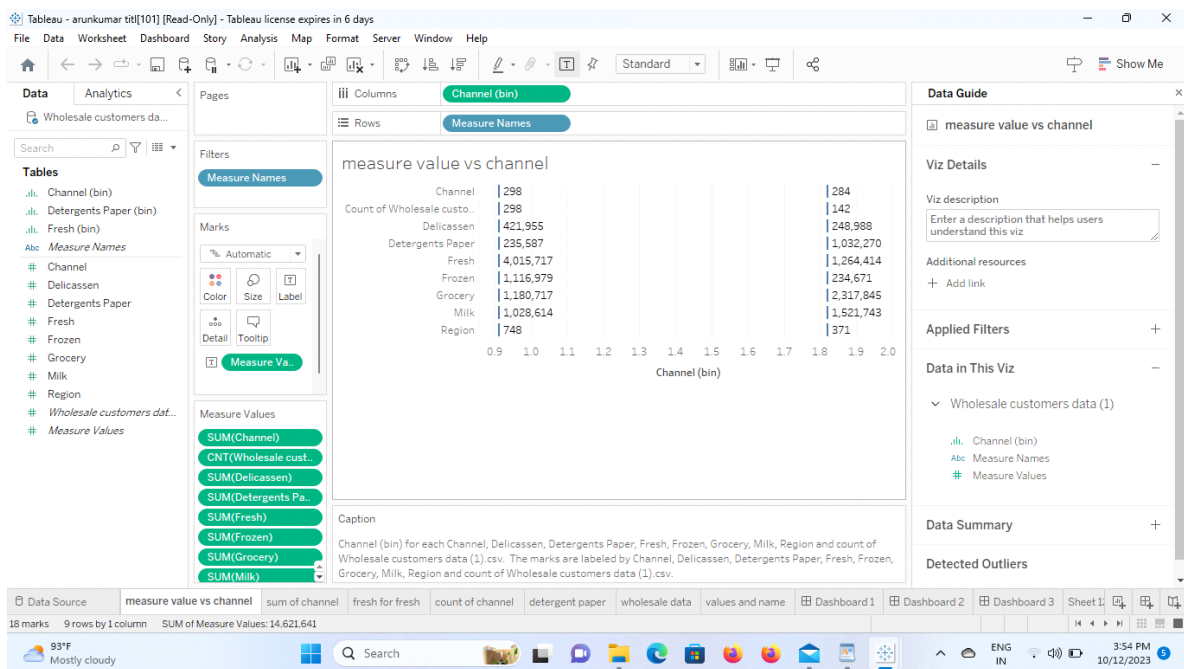 Tableau - arunkumar titl[101] [Read-Only] - Tableau license expires in 6 days
File Data Worksheet Dashboard Story Analysis Map Format Server Window Help
Standard
Show Me
Data Analytics
Wholesale customers da...
Search
Tables
Channel (bin)
Detergents Paper (bin)
Fresh (bin)
Abc Measure Names
# Channel
# Delicassen
# Detergents Paper
# Fresh
# Frozen
# Grocery
# Milk
# Region
# Wholesale customers dat...
# Measure Values
Pages
Filters
Measure Names
Marks
Automatic
Color Size Label
Detail Tooltip
Measure Va..
Measure Values
SUM(Channel)
CNT(Wholesale cust..
SUM(Delicassen)
SUM(Detergents Pa..
SUM(Fresh)
SUM(Frozen)
SUM(Grocery)
SUM(Milk)
Columns Channel (bin)
Rows Measure Names
measure value vs channel
Channel 298 284
Count of Wholesale custo.. 298 142
Delicassen 421,955 248,988
Detergents Paper 235,587 1,032,270
Fresh 4,015,717 1,264,414
Frozen 1,116,979 234,671
Grocery 1,180,717 2,317,845
Milk 1,028,614 1,521,743
Region 748 371
0.9 1.0 1.1 1.2 1.3 1.4 1.5 1.6 1.7 1.8 1.9 2.0
Channel (bin)
Caption
Channel (bin) for each Channel, Delicassen, Detergents Paper, Fresh, Frozen, Grocery, Milk, Region and count of
Wholesale customers data (1).csv. The marks are labeled by Channel, Delicassen, Detergents Paper, Fresh, Frozen,
Grocery, Milk, Region and count of Wholesale customers data (1).csv.
Data Guide
measure value vs channel
Viz Details
Viz description
Enter a description that helps users
understand this viz
Additional resources
+ Add link
Applied Filters
Data in This Viz
Wholesale customers data (1)
Channel (bin)
Abc Measure Names
# Measure Values
Data Summary
Detected Outliers
Data Source measure value vs channel sum of channel fresh for fresh count of channel detergent paper wholesale data values and name Dashboard 1 Dashboard 2 Dashboard 3 Sheet 1
18 marks 9 rows by 1 column SUM of Measure Values: 14,621,641
93°F
Mostly cloudy
Search
ENG
IN
3:54 PM
10/12/2023
5